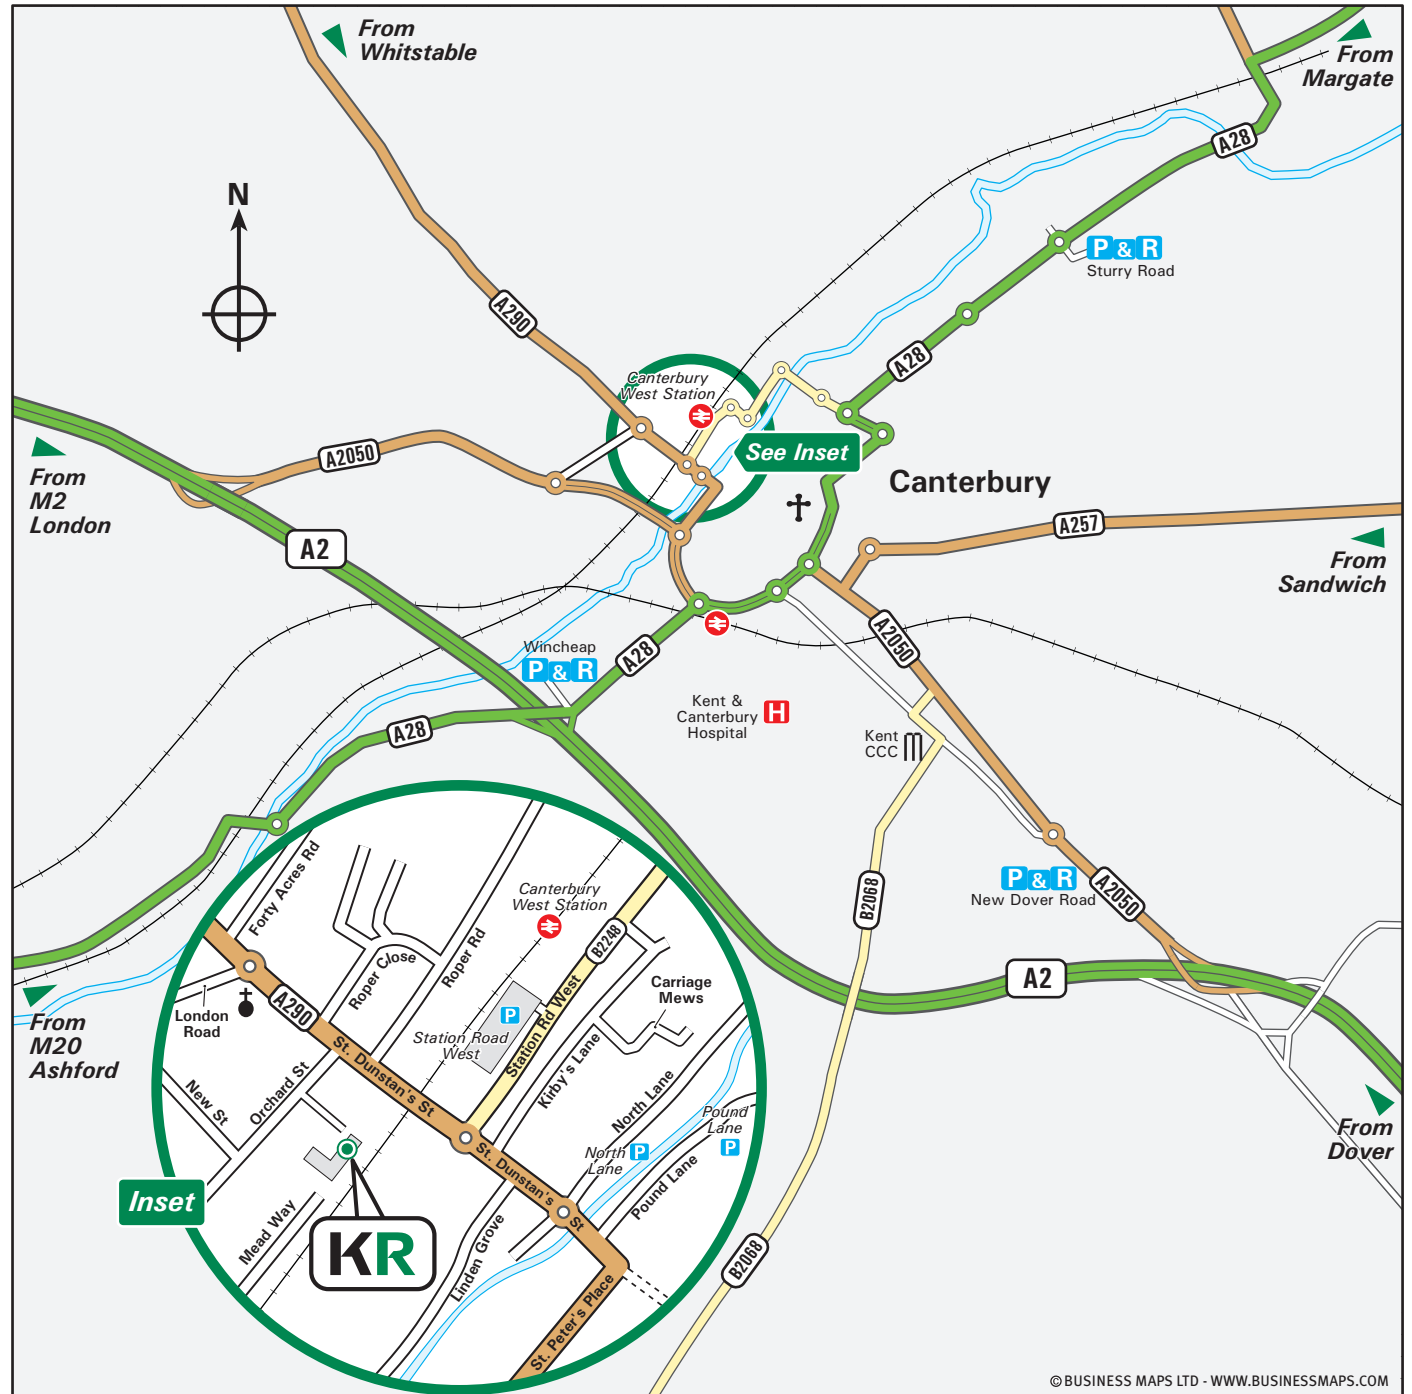 From
Whitstable
From
Margate
N
A28
P & R
Sturry Road
A290
A28
Canterbury
West Station
See Inset
A2050
Canterbury
From
M2
London
A2
A257
From
Sandwich
Wincheap
P & R
A28
A2050
Kent &
Canterbury
Hospital
H
A28
Kent
CCC
P & R
New Dover Road
A2050
B2068
A2
From
M20
Ashford
From
Dover
B2068
Forty Acres Rd
Canterbury
West Station
Roper Rd
Roper Close
B2248
Carriage
Mews
London
Road
A290
P
Station Road
West
Station Rd West
St. Dunstan's St
Kirby's Lane
New St
Orchard St
North Lane
Pound
Lane
P
North
Lane
P
St. Dunstan's
St
Pound Lane
Inset
Mead Way
KR
Linden Grove
St. Peter's Place
© BUSINESS MAPS LTD - WWW.BUSINESSMAPS.COM